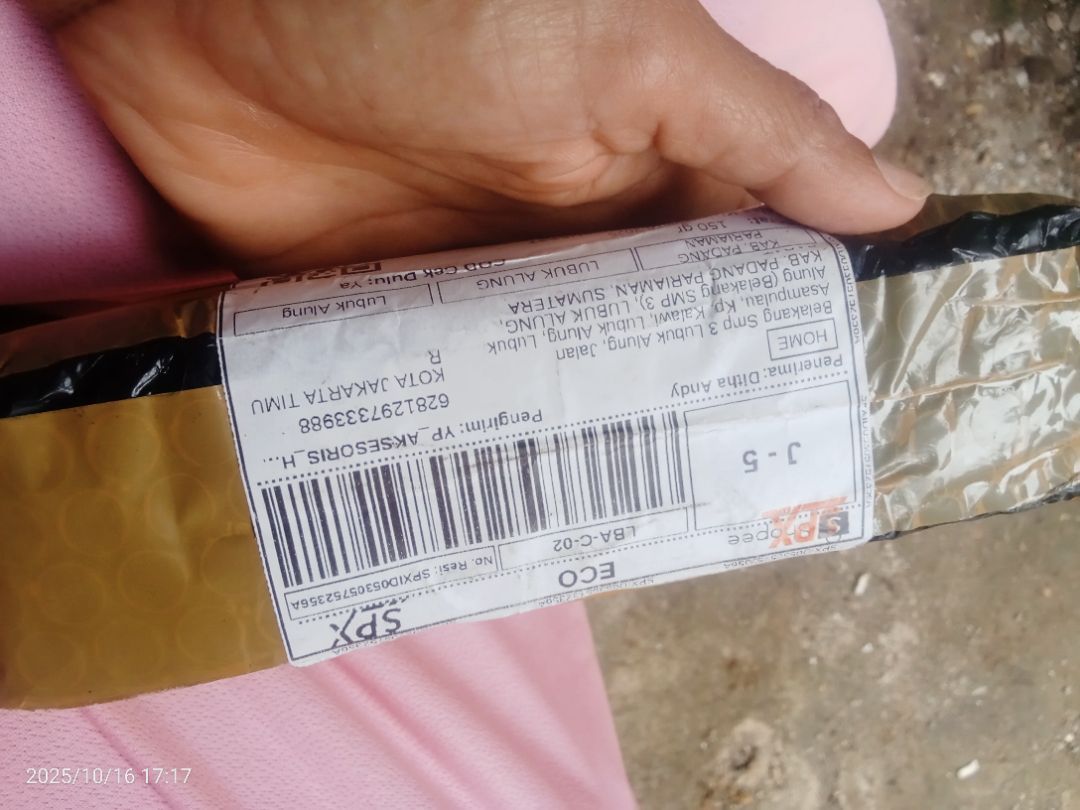 SPX
ECO
Shopee
SPX
No. Resi: SPXID053057552356A
LBA-C-02
J - 5
Penerima: Ditha Andy
HOME
Belakang Smp 3 Lubuk Alung, Jalan
Asampulau, Kp Kalawi, Lubuk Alung, Lubuk
Alung (Belakang SMP 3), LUBUK ALUNG,
KAB. PADANG PARIAMAN, SUMATERA
Pengirim: YP_AKSESORIS_H...
6281297333988
KOTA JAKARTA TIMU
R
KAB. PADANG
PARIAMAN
LUBUK ALUNG
Lubuk Alung
150 gr
COD Cek Dulu: Ya
2025/10/16 17:17